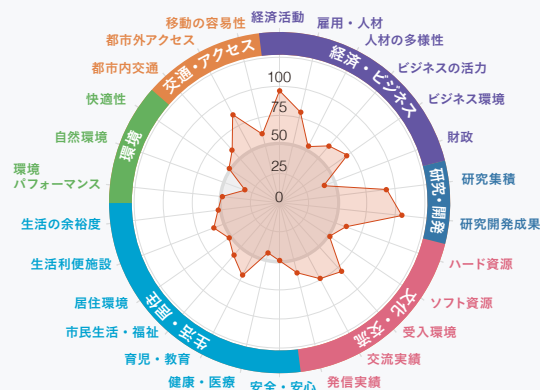 移動の容易性
経済活動
雇用・人材
都市外アクセス
人材の多様性
都市内交通
ビジネスの活力
快適性
ビジネス環境
自然環境
財政
環境
パフォーマンス
研究集積
生活の余裕度
研究開発成果
生活利便施設
ハード資源
居住環境
ソフト資源
市民生活・福祉
受入環境
育児・教育
交流実績
健康・医療
安全・安心
発信実績
交通・アクセス
経済・ビジネス
環境
研究・開発
生活・居住
文化・交流
100
75
50
25
0